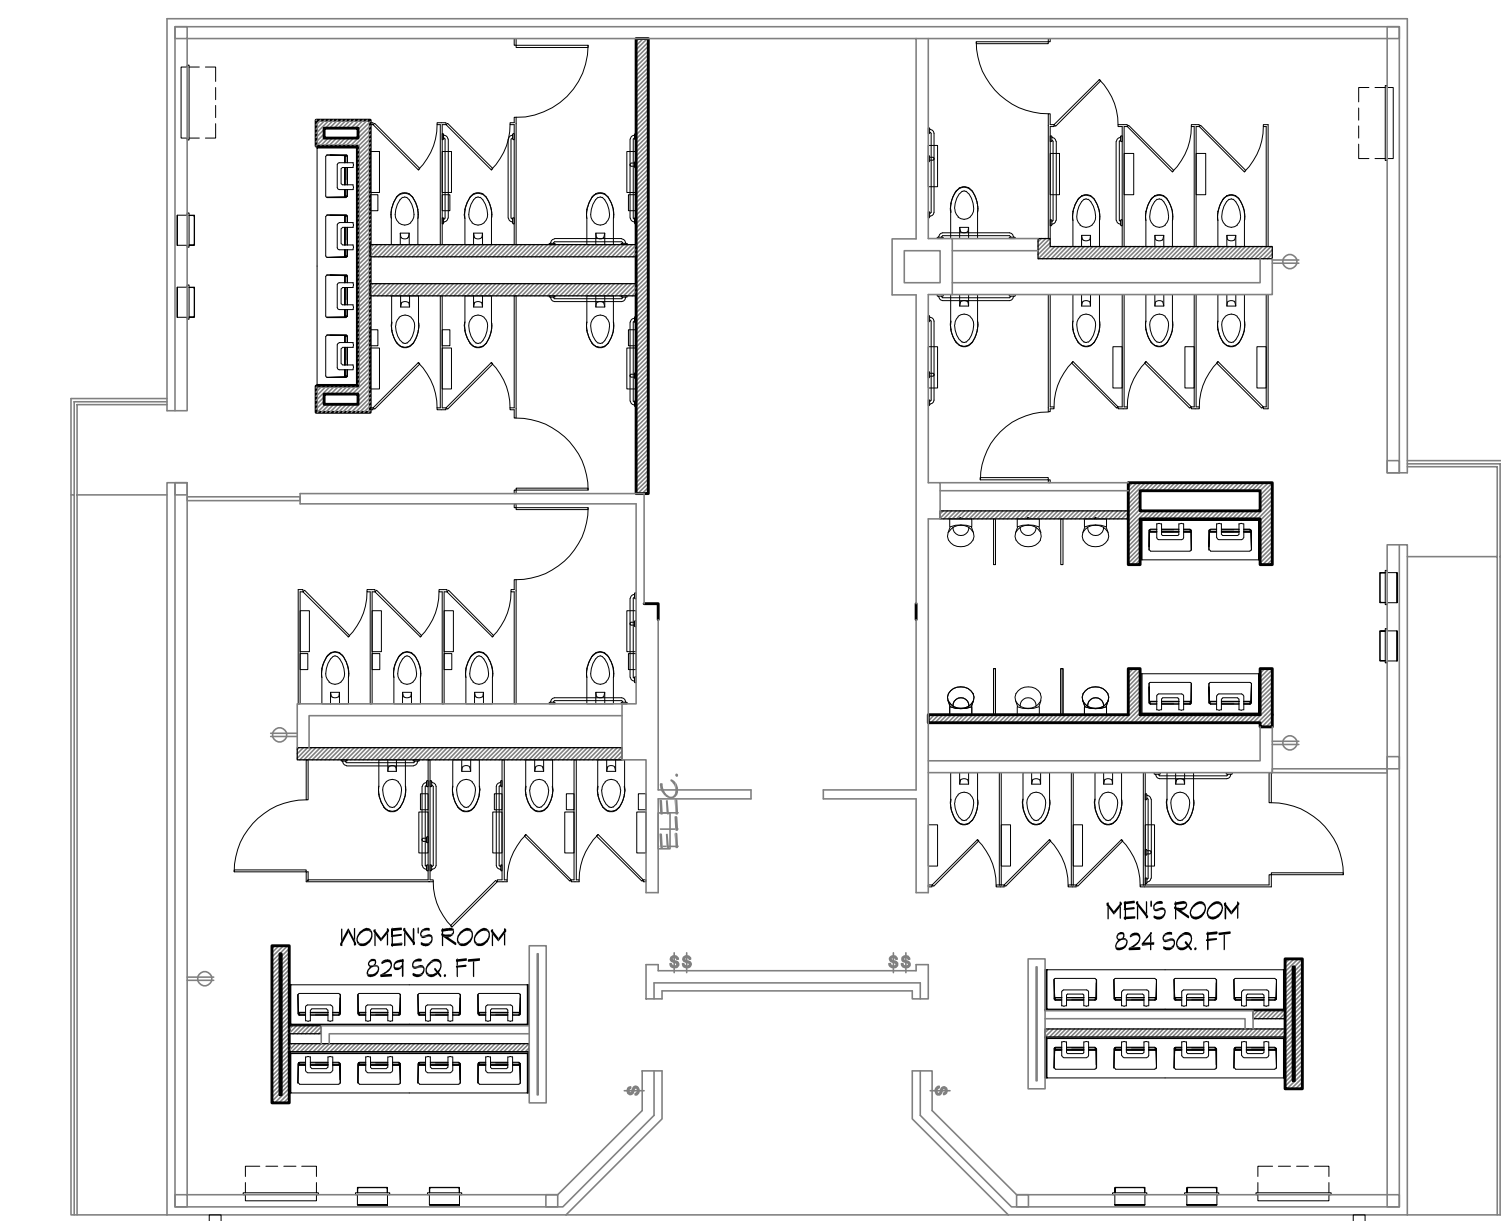 ELEC.
WOMEN'S ROOM
829 SQ. FT
MEN'S ROOM
824 SQ. FT
$$
$$
$
$